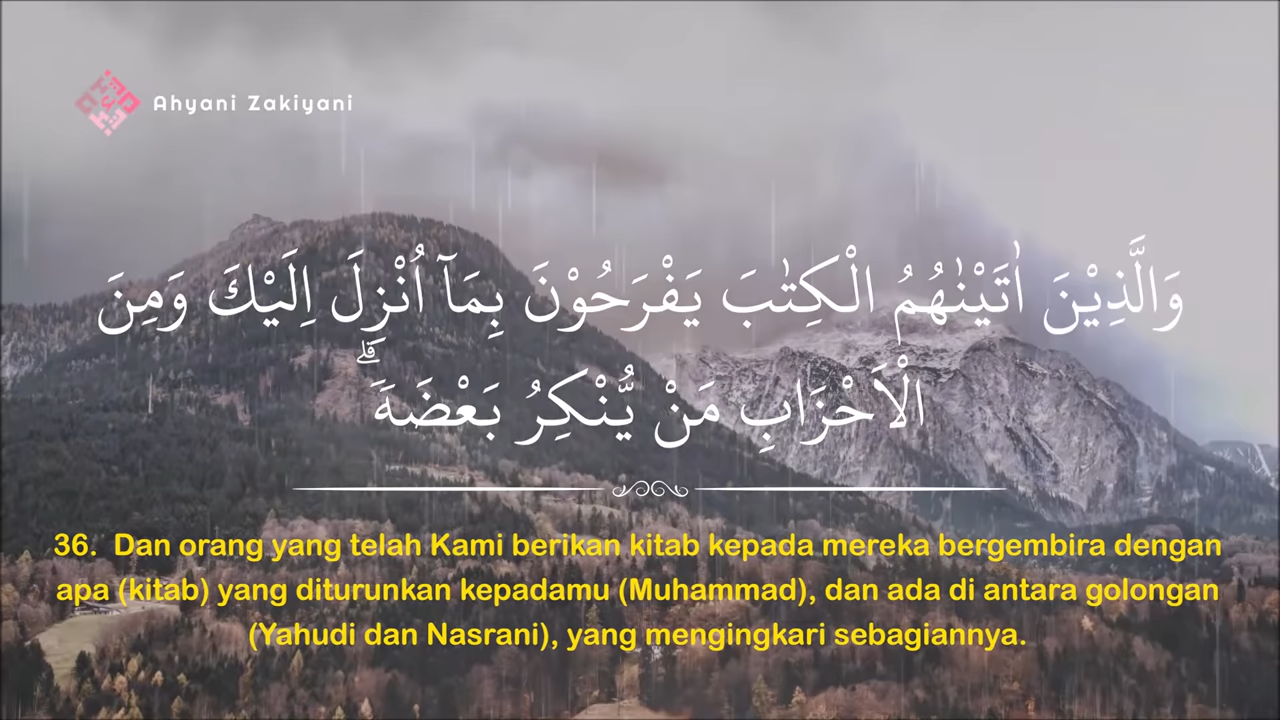 Ahyani Zakiyani
وَالَّذِيْنَ اٰتَيْنٰهُمُ الْكِتٰبَ يَفْرَحُوْنَ بِمَآ اُنْزِلَ اِلَيْكَ وَمِنَ
الْاَحْزَابِ مَنْ يُّنْكِرُ بَعْضَهٗ ۗ
36. Dan orang yang telah Kami berikan kitab kepada mereka bergembira dengan
apa (kitab) yang diturunkan kepadamu (Muhammad), dan ada di antara golongan
(Yahudi dan Nasrani), yang mengingkari sebagiannya.